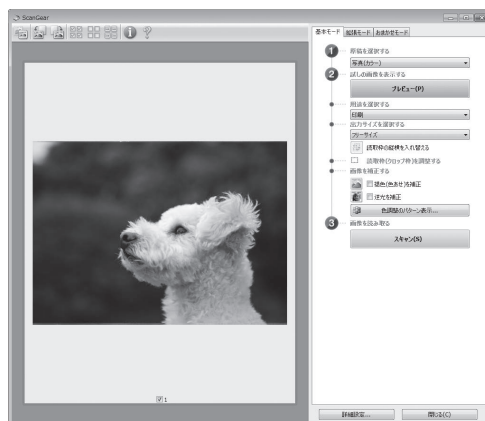 ScanGear
基本モード
拡張モード
おまかせモード
1
原稿を選択する
写真(カラー)
2
試しの画像を表示する
プレビュー(P)
用途を選択する
印刷
出力サイズを選択する
フリーサイズ
読取枠の縦横を入れ替える
読取枠(クロップ枠)を調整する
画像を補正する
褪色(色あせ)を補正
逆光を補正
色調整のパターン表示...
3
画像を読み取る
スキャン(S)
1
詳細設定...
閉じる(C)